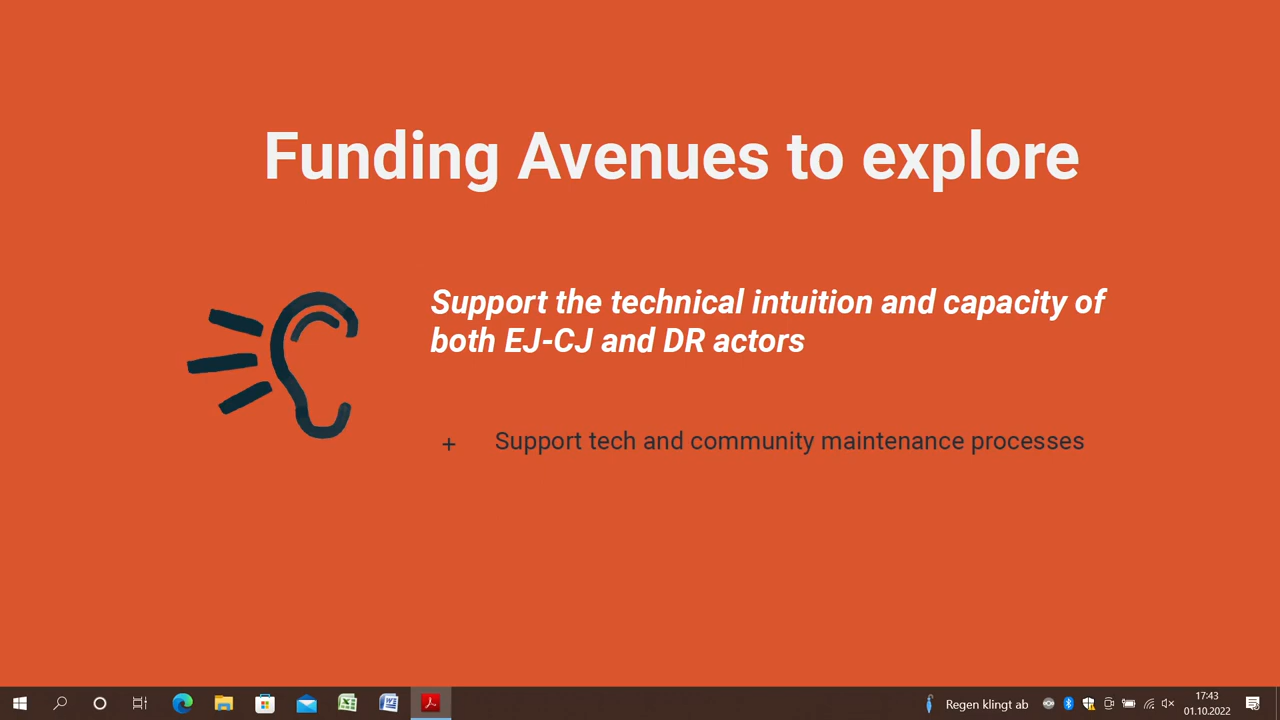 Funding Avenues to explore
Support the technical intuition and capacity of
both EJ-CJ and DR actors
+ Support tech and community maintenance processes
Regen klingt ab
17:43
01.10.2022